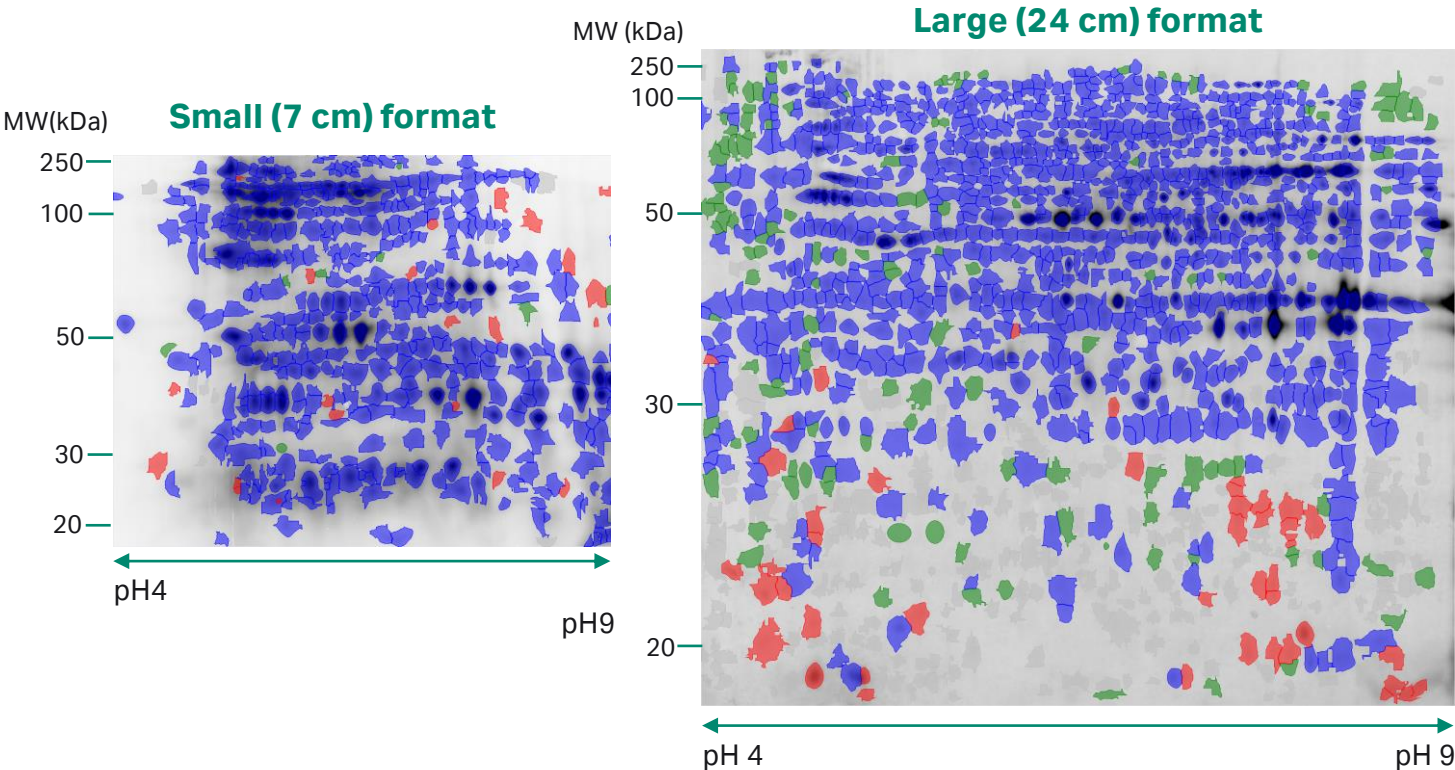 Small (7 cm) format
MW(kDa)
250
100
50
30
20
pH4
pH9
Large (24 cm) format
MW (kDa)
250
100
50
30
20
pH 4
pH 9